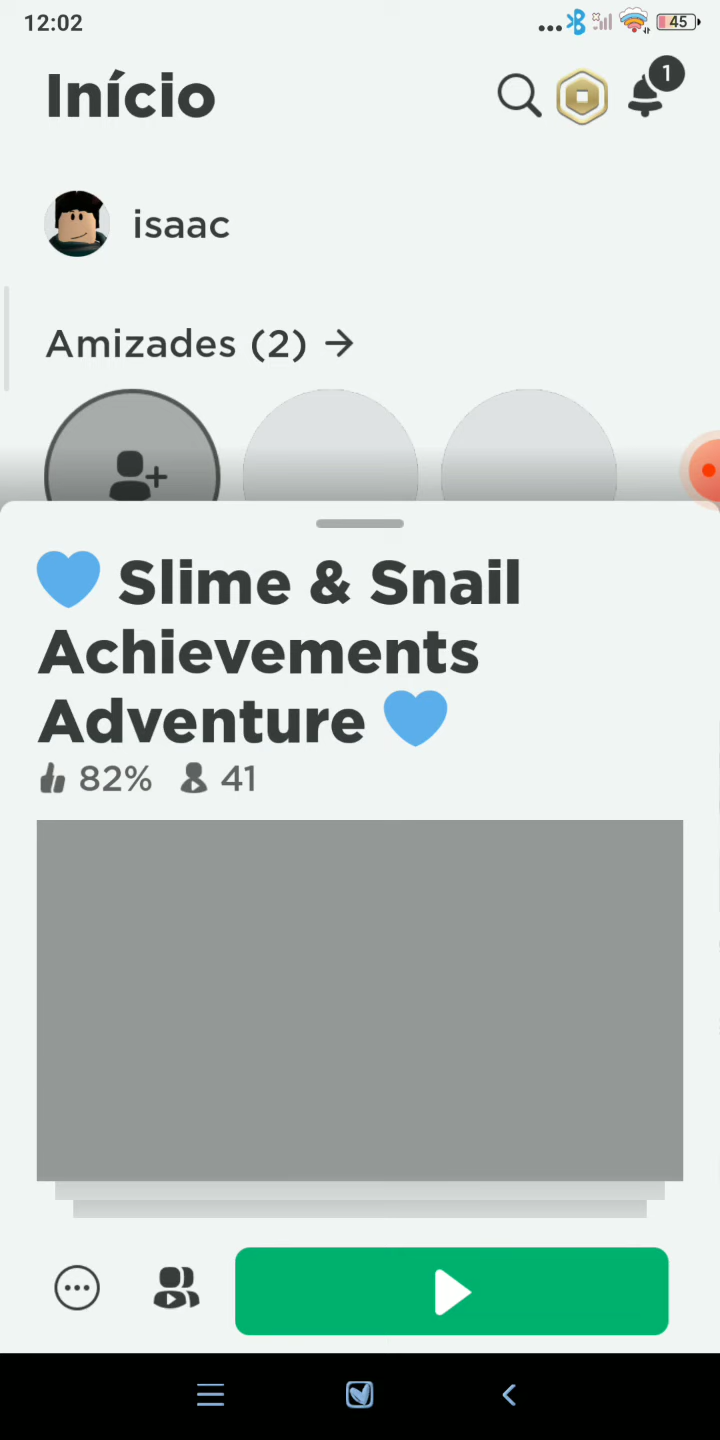 12:02
45
Início
1
isaac
Amizades (2) →
💙 Slime & Snail
Achievements
Adventure 💙
82% 41